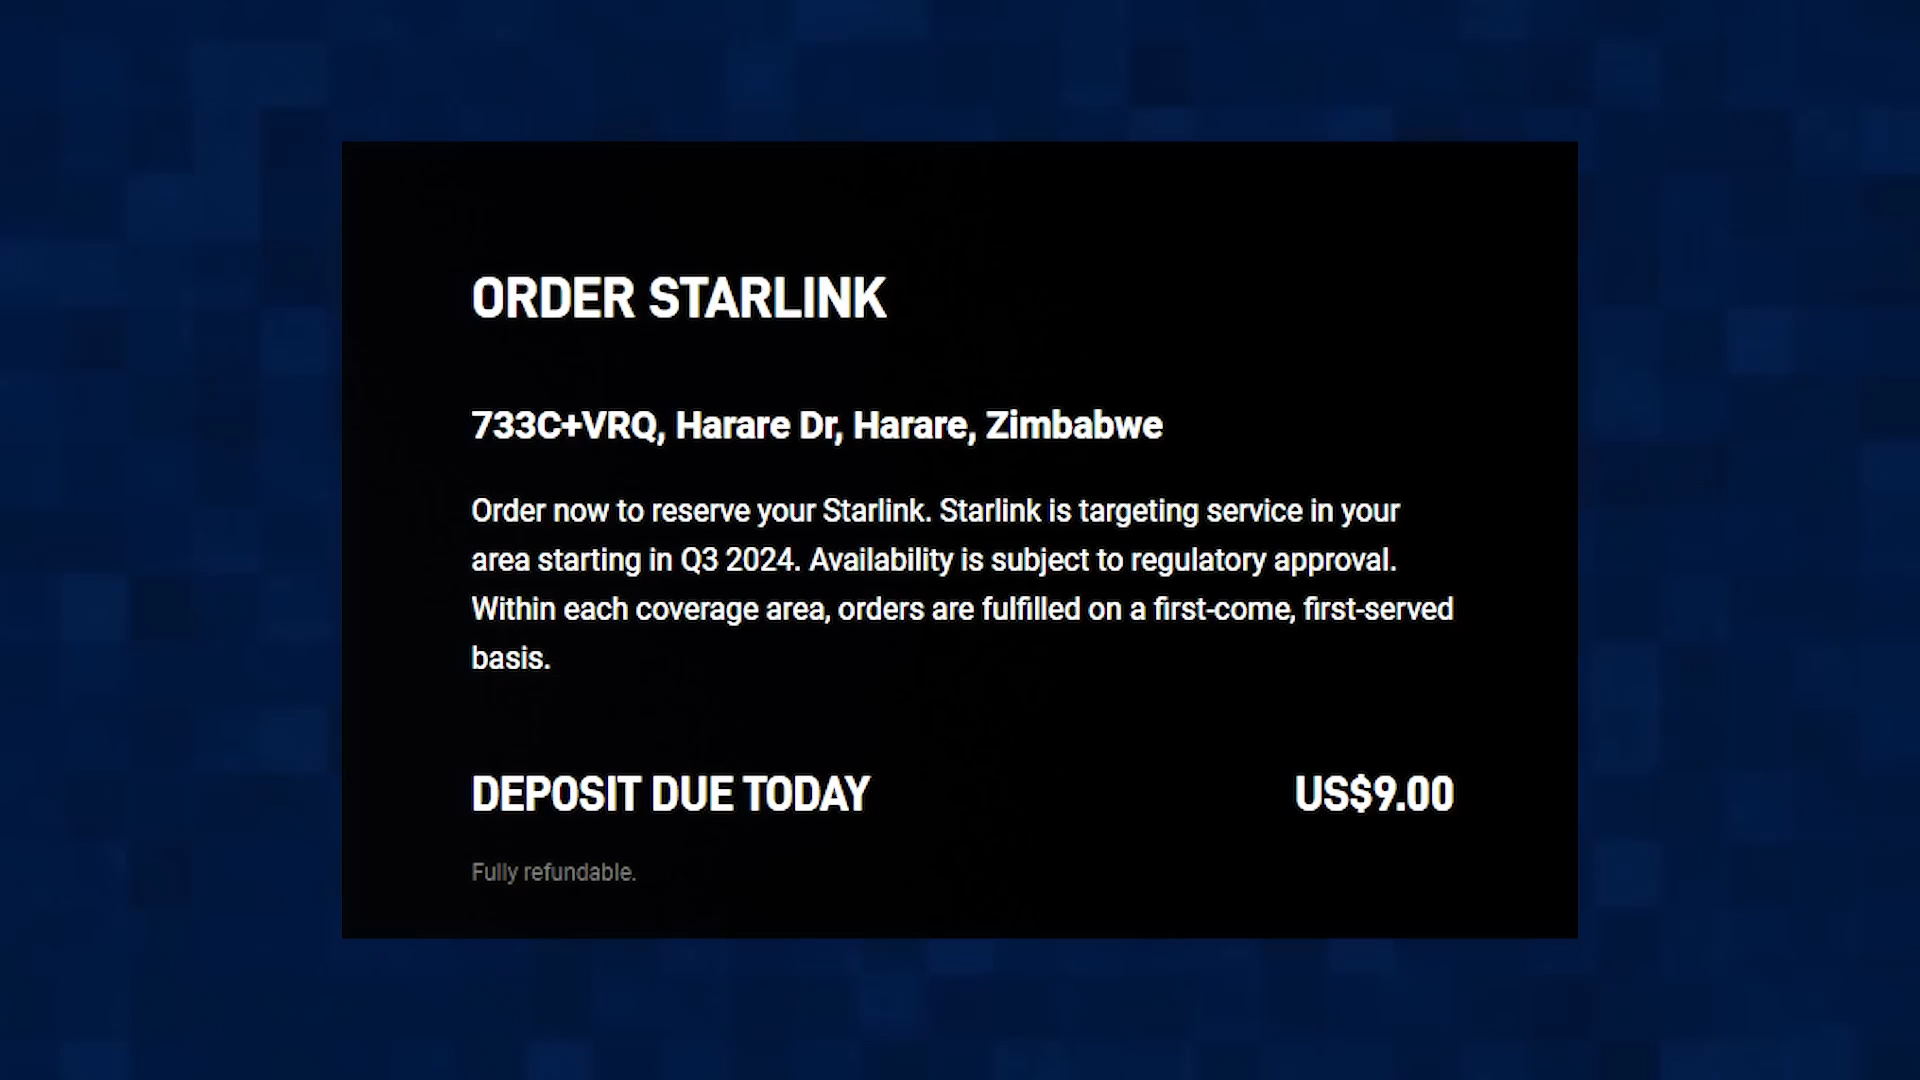 ORDER STARLINK
733C+VRQ, Harare Dr, Harare, Zimbabwe
Order now to reserve your Starlink. Starlink is targeting service in your
area starting in Q3 2024. Availability is subject to regulatory approval.
Within each coverage area, orders are fulfilled on a first-come, first-served
basis.
DEPOSIT DUE TODAY US$9.00
Fully refundable.